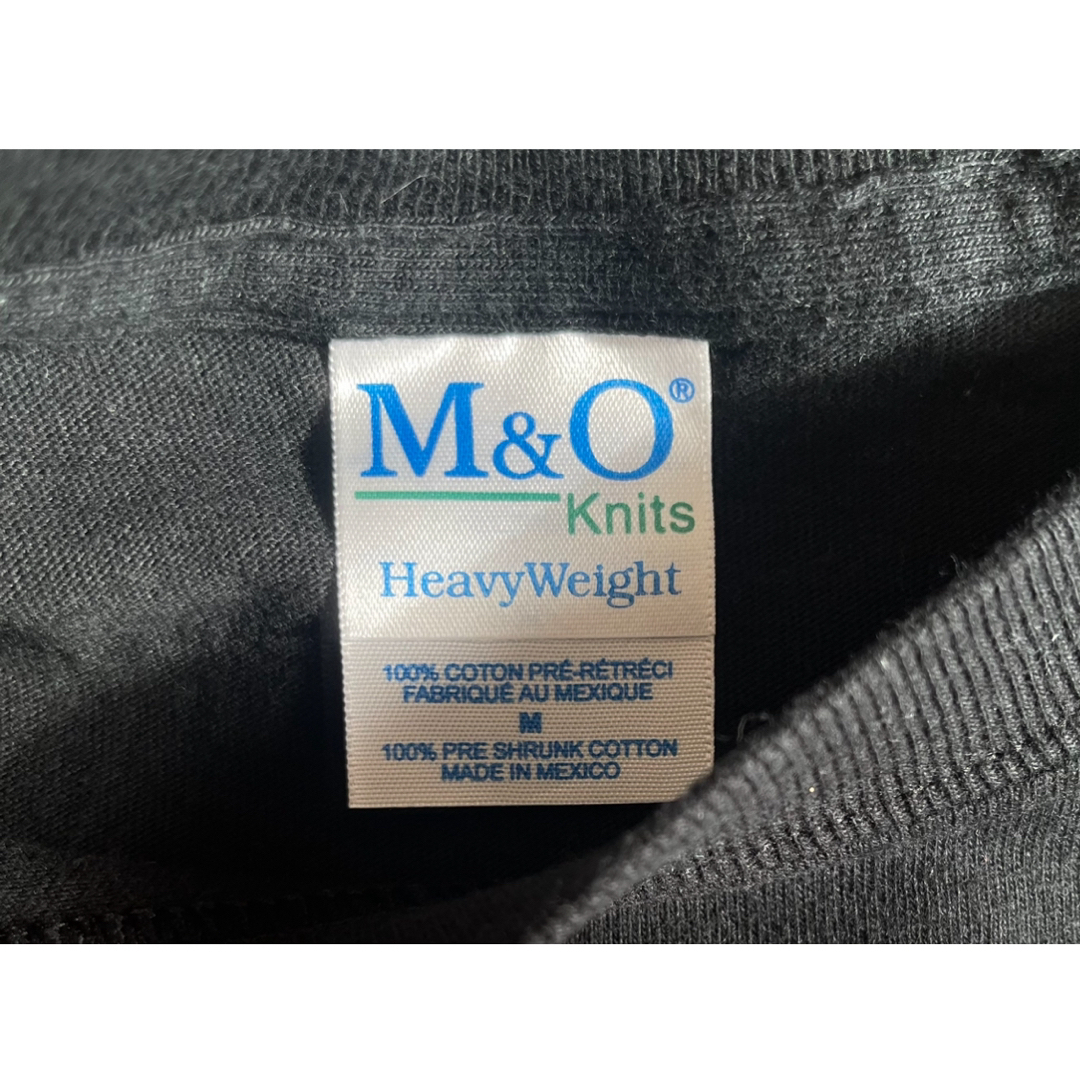 M&O®
Knits
HeavyWeight
100% COTON PRÉ-RÉTRÉCI
FABRIQUÉ AU MEXIQUE
M
100% PRE SHRUNK COTTON
MADE IN MEXICO